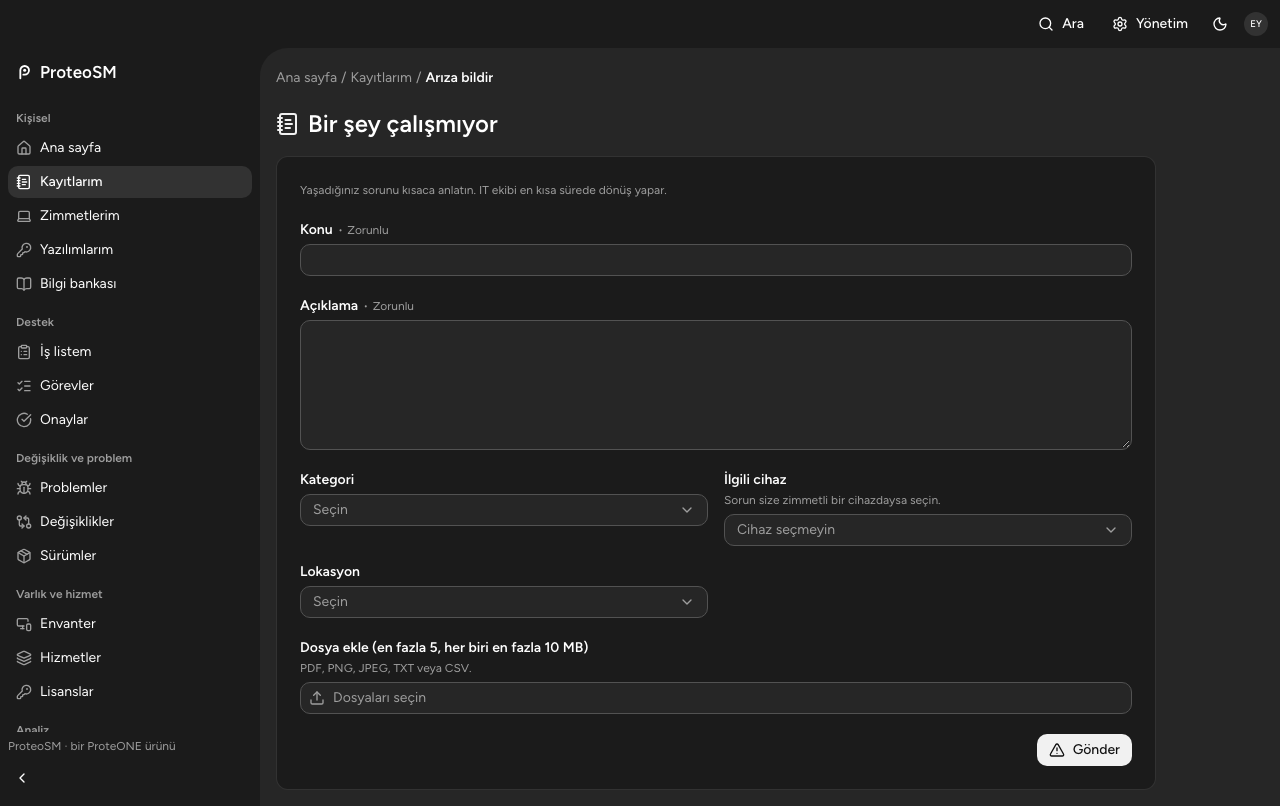 Ara
Yönetim
EY
ProteoSM
Kişisel
Ana sayfa
Kayıtlarım
Zimmetlerim
Yazılımlarım
Bilgi bankası
Destek
İş listem
Görevler
Onaylar
Değişiklik ve problem
Problemler
Değişiklikler
Sürümler
Varlık ve hizmet
Envanter
Hizmetler
Lisanslar
Analiz
ProteoSM · bir ProteONE ürünü
Ana sayfa / Kayıtlarım / Arıza bildir
Bir şey çalışmıyor
Yaşadığınız sorunu kısaca anlatın. IT ekibi en kısa sürede dönüş yapar.
Konu • Zorunlu
Açıklama • Zorunlu
Kategori
Seçin
İlgili cihaz
Sorun size zimmetli bir cihazdaysa seçin.
Cihaz seçmeyin
Lokasyon
Seçin
Dosya ekle (en fazla 5, her biri en fazla 10 MB)
PDF, PNG, JPEG, TXT veya CSV.
Dosyaları seçin
Gönder